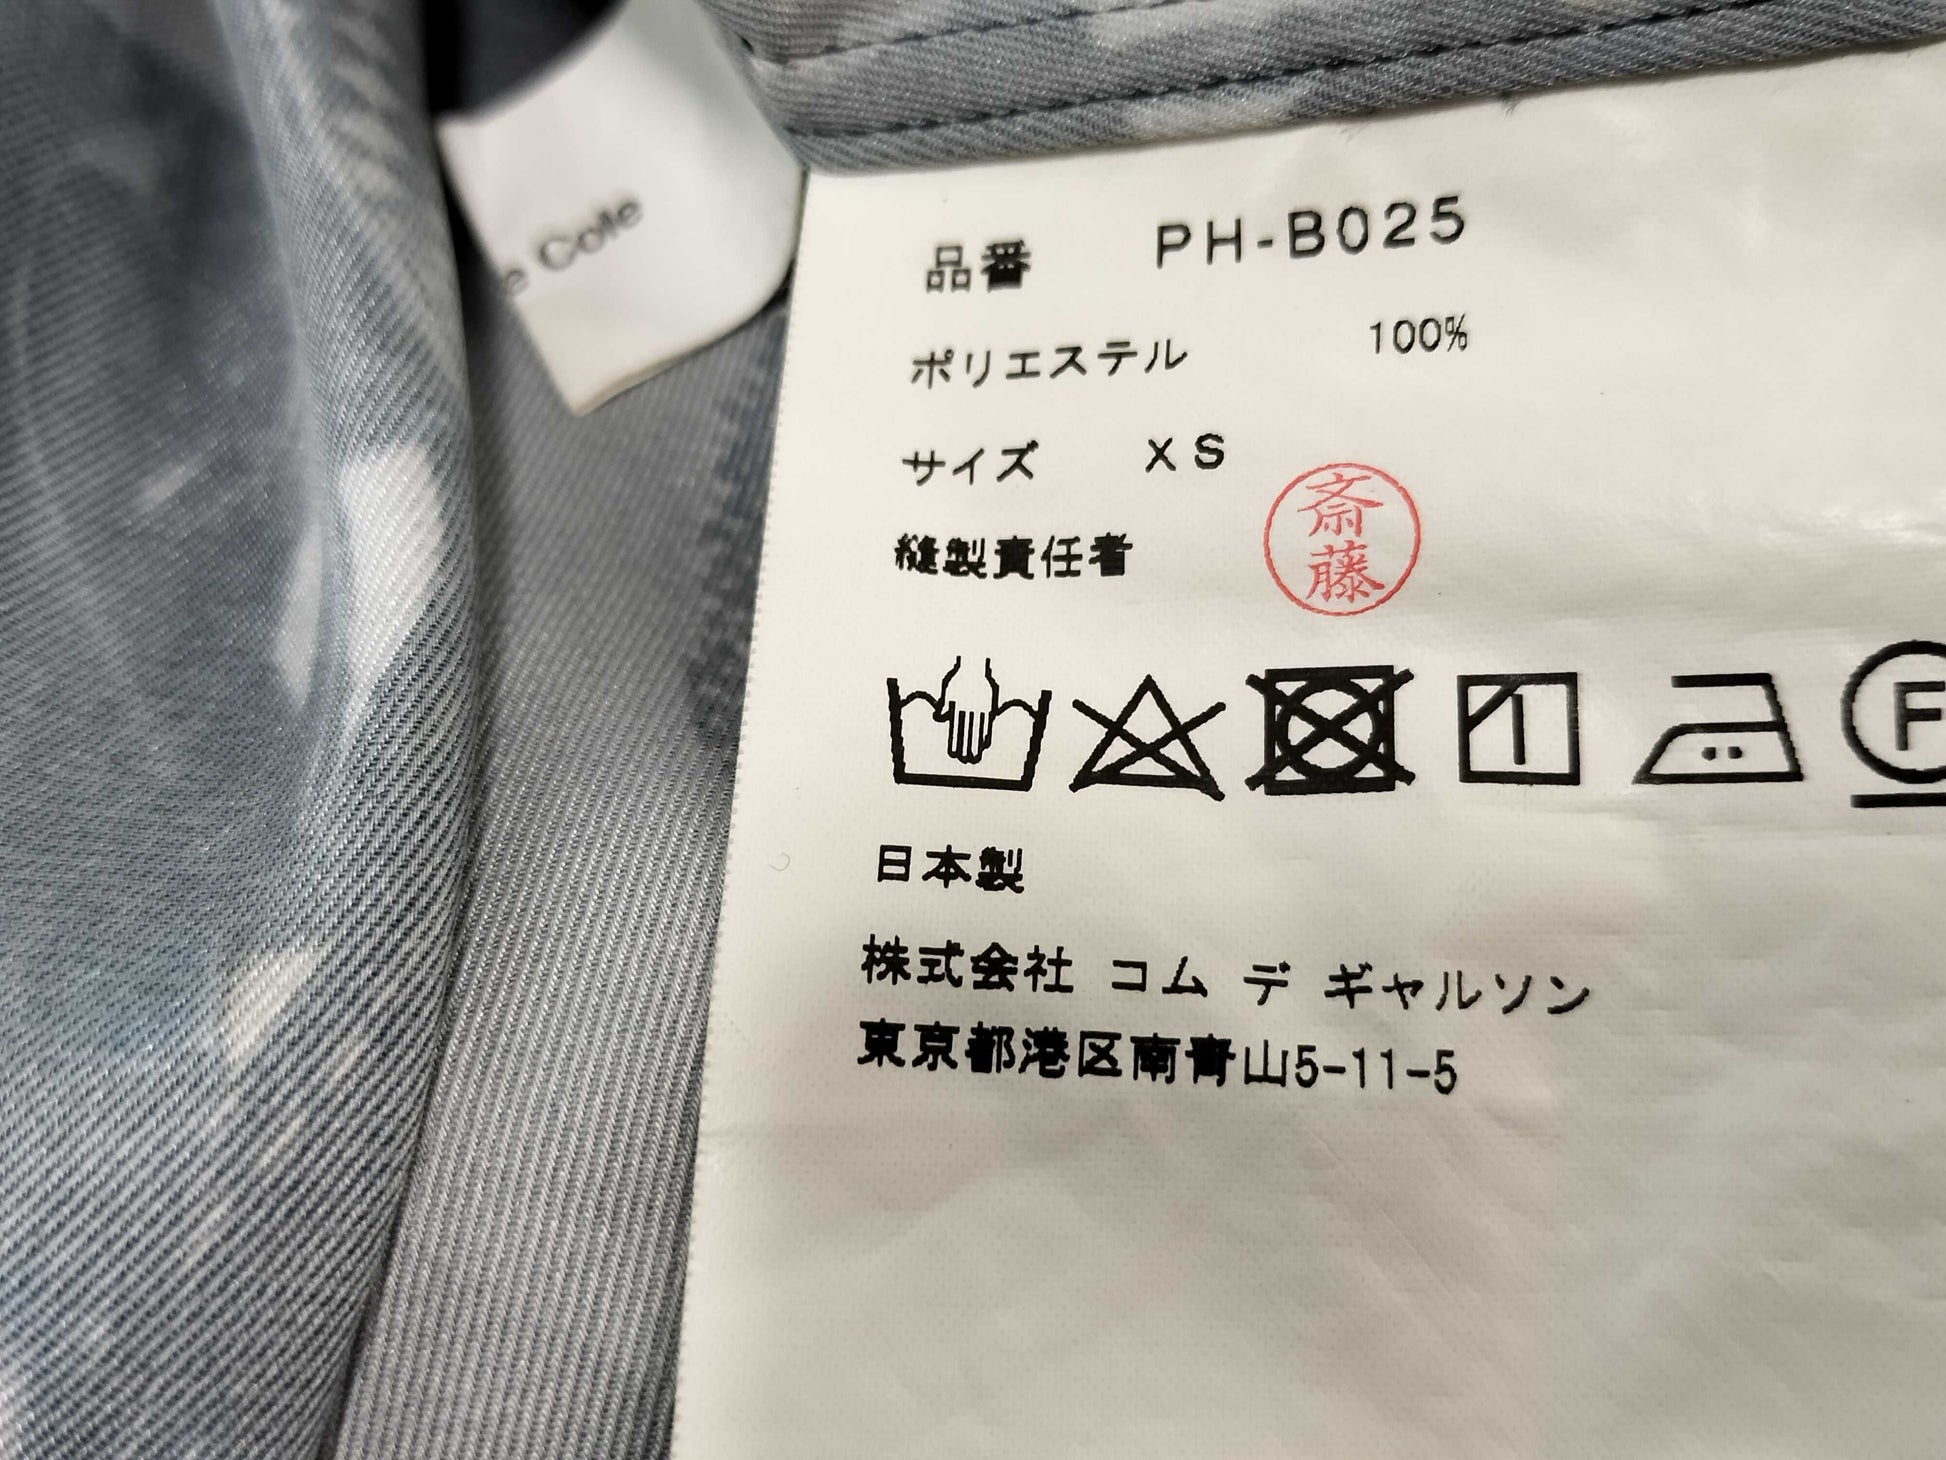 e Colle
品番 PH-B025
ポリエステル 100%
サイズ XS
縫製責任者 斎藤
1
F
日本製
株式会社 コム デ ギャルソン
東京都港区南青山5-11-5